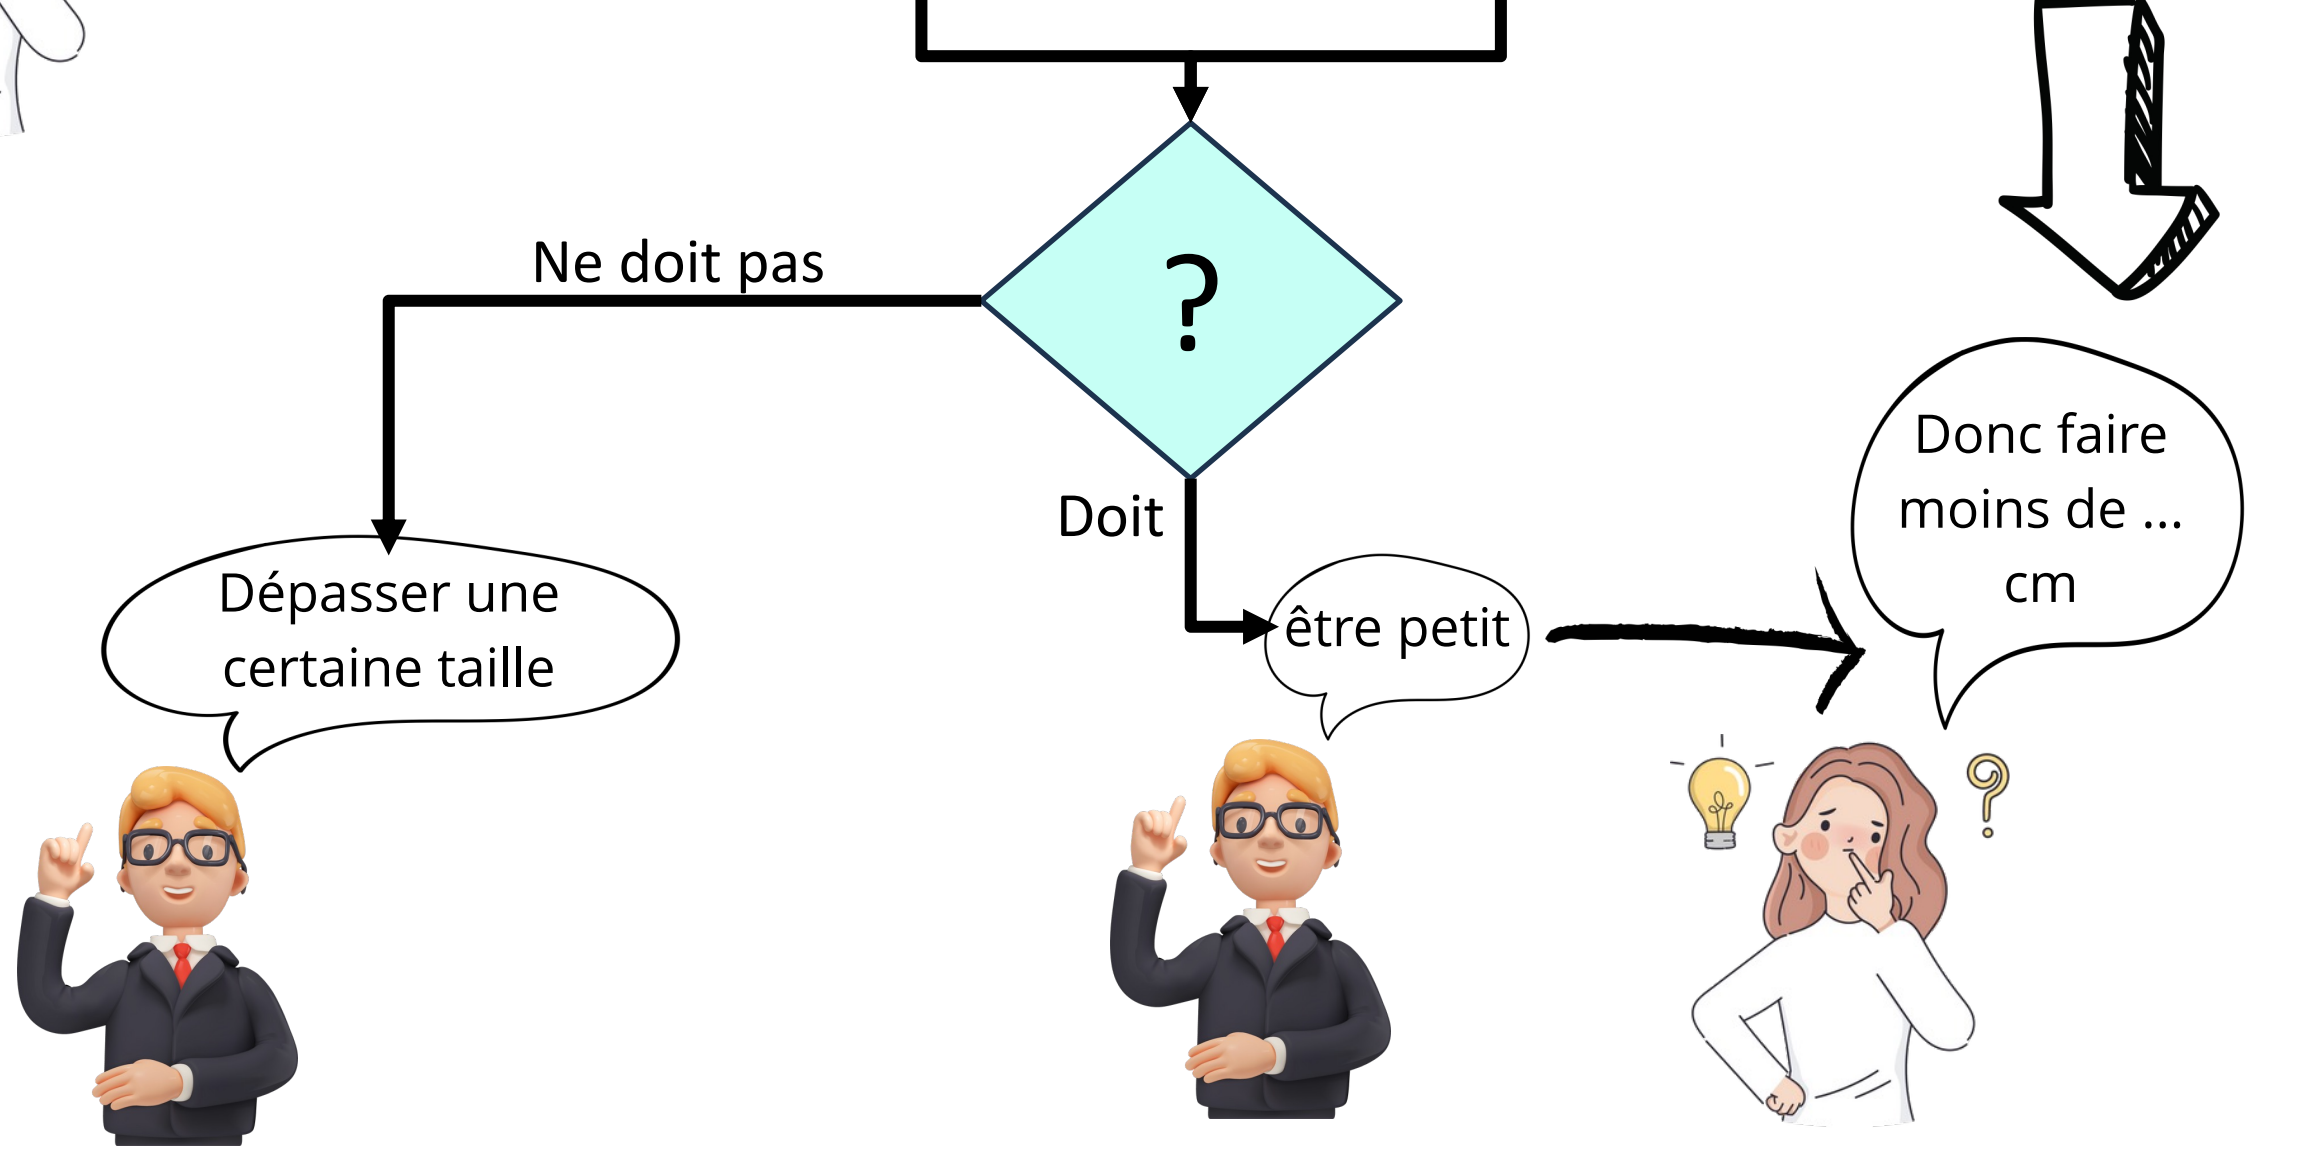 Ne doit pas
?
Doit
Dépasser une
certaine taille
être petit
Donc faire
moins de ...
cm